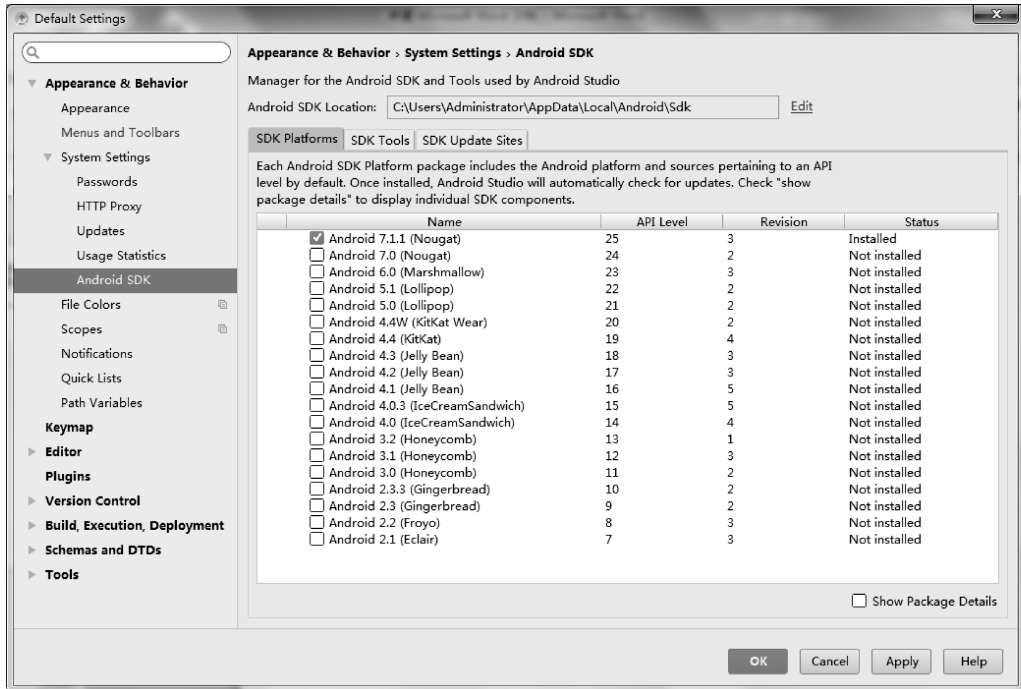 Default Settings
Appearance & Behavior
Appearance
Menus and Toolbars
System Settings
Passwords
HTTP Proxy
Updates
Usage Statistics
Android SDK
File Colors
Scopes
Notifications
Quick Lists
Path Variables
Keymap
Editor
Plugins
Version Control
Build, Execution, Deployment
Schemas and DTDs
Tools
Appearance & Behavior › System Settings › Android SDK
Manager for the Android SDK and Tools used by Android Studio
Android SDK Location: C:\Users\Administrator\AppData\Local\Android\Sdk Edit
SDK Platforms SDK Tools SDK Update Sites
Each Android SDK Platform package includes the Android platform and sources pertaining to an API
level by default. Once installed, Android Studio will automatically check for updates. Check "show
package details" to display individual SDK components.
Name API Level Revision Status
Android 7.1.1 (Nougat) 25 3 Installed
Android 7.0 (Nougat) 24 2 Not installed
Android 6.0 (Marshmallow) 23 3 Not installed
Android 5.1 (Lollipop) 22 2 Not installed
Android 5.0 (Lollipop) 21 2 Not installed
Android 4.4W (KitKat Wear) 20 2 Not installed
Android 4.4 (KitKat) 19 4 Not installed
Android 4.3 (Jelly Bean) 18 3 Not installed
Android 4.2 (Jelly Bean) 17 3 Not installed
Android 4.1 (Jelly Bean) 16 5 Not installed
Android 4.0.3 (IceCreamSandwich) 15 5 Not installed
Android 4.0 (IceCreamSandwich) 14 4 Not installed
Android 3.2 (Honeycomb) 13 1 Not installed
Android 3.1 (Honeycomb) 12 3 Not installed
Android 3.0 (Honeycomb) 11 2 Not installed
Android 2.3.3 (Gingerbread) 10 2 Not installed
Android 2.3 (Gingerbread) 9 2 Not installed
Android 2.2 (Froyo) 8 3 Not installed
Android 2.1 (Eclair) 7 3 Not installed
Show Package Details
OK Cancel Apply Help